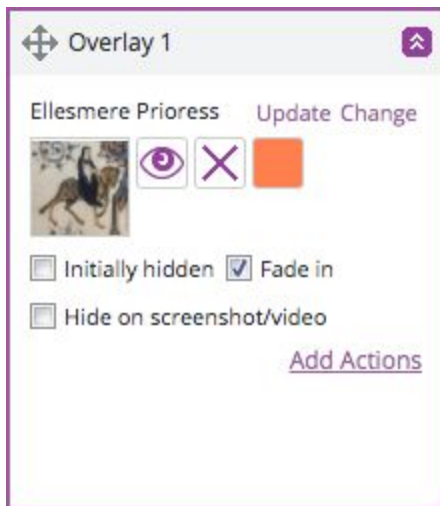 Overlay 1
Ellesmere Prioress Update Change
Initially hidden Fade in
Hide on screenshot/video
Add Actions